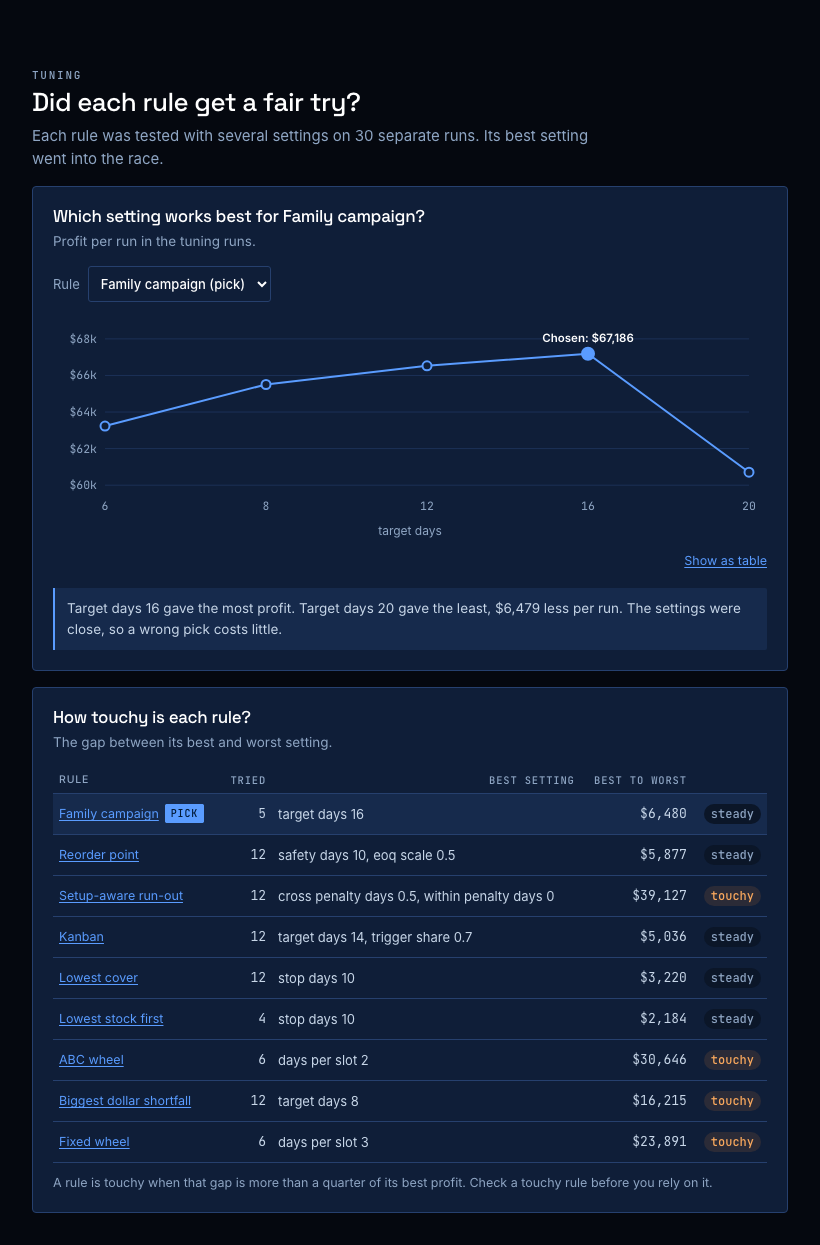 TUNING
Did each rule get a fair try?
Each rule was tested with several settings on 30 separate runs. Its best setting
went into the race.
Which setting works best for Family campaign?
Profit per run in the tuning runs.
Rule Family campaign (pick)
Chosen: $67,186
$68k
$66k
$64k
$62k
$60k
6 8 12 16 20
target days
Show as table
Target days 16 gave the most profit. Target days 20 gave the least, $6,479 less per run. The settings were
close, so a wrong pick costs little.
How touchy is each rule?
The gap between its best and worst setting.
RULE TRIED BEST SETTING BEST TO WORST
Family campaign PICK 5 target days 16 $6,480 steady
Reorder point 12 safety days 10, eoq scale 0.5 $5,877 steady
Setup-aware run-out 12 cross penalty days 0.5, within penalty days 0 $39,127 touchy
Kanban 12 target days 14, trigger share 0.7 $5,036 steady
Lowest cover 12 stop days 10 $3,220 steady
Lowest stock first 4 stop days 10 $2,184 steady
ABC wheel 6 days per slot 2 $30,646 touchy
Biggest dollar shortfall 12 target days 8 $16,215 touchy
Fixed wheel 6 days per slot 3 $23,891 touchy
A rule is touchy when that gap is more than a quarter of its best profit. Check a touchy rule before you rely on it.